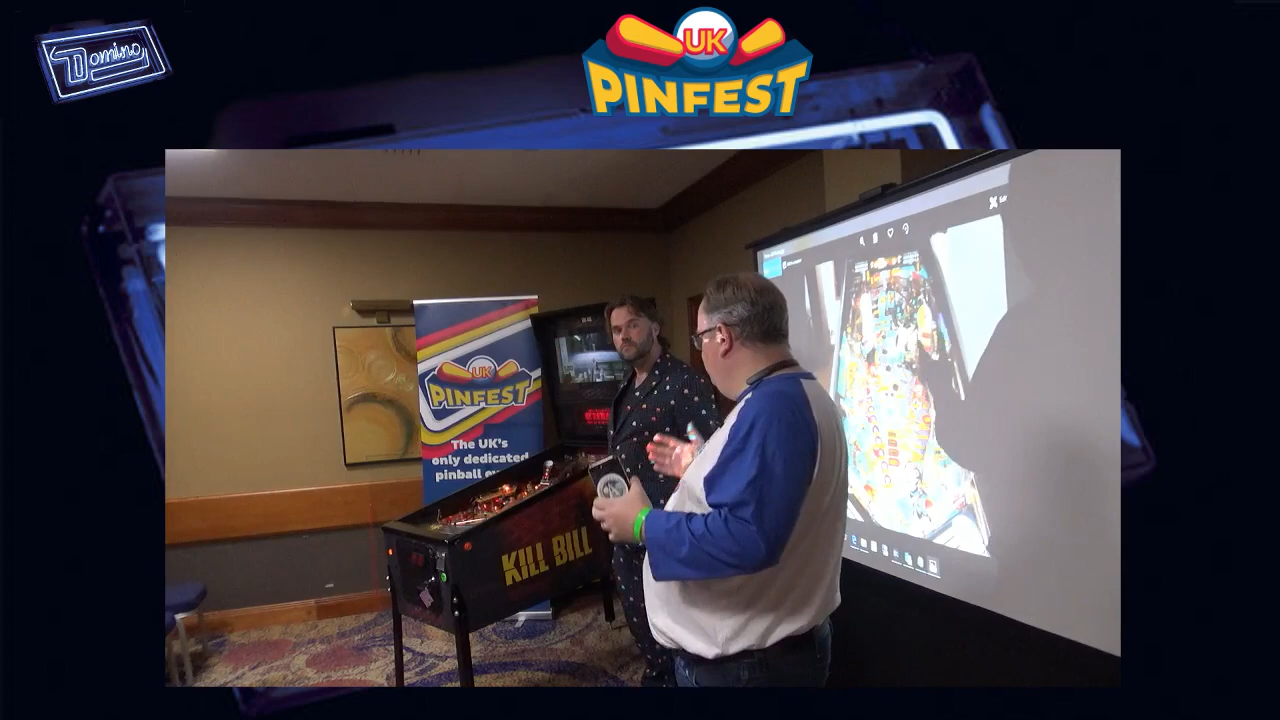 Domino
UK
PINFEST
UK
PINFEST
The UK's
only dedicated
pinball
KILL BILL